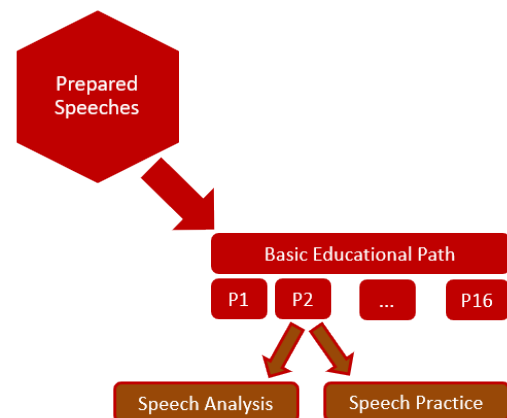 Prepared
Speeches
Basic Educational Path
P1 P2 ... P16
Speech Analysis Speech Practice